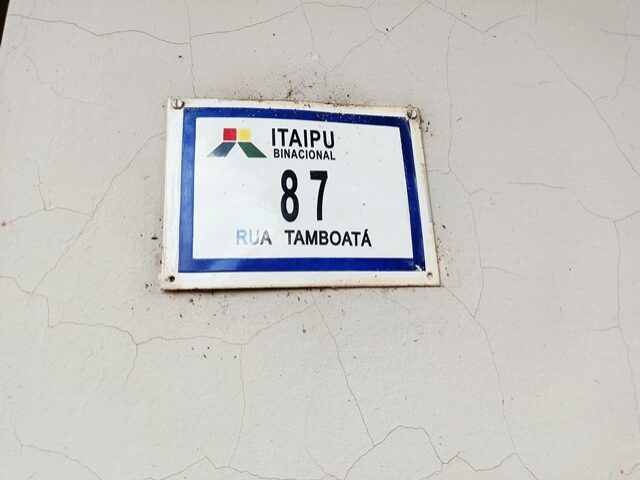 ITAIPU
BINACIONAL
87
RUA TAMBOATÁ